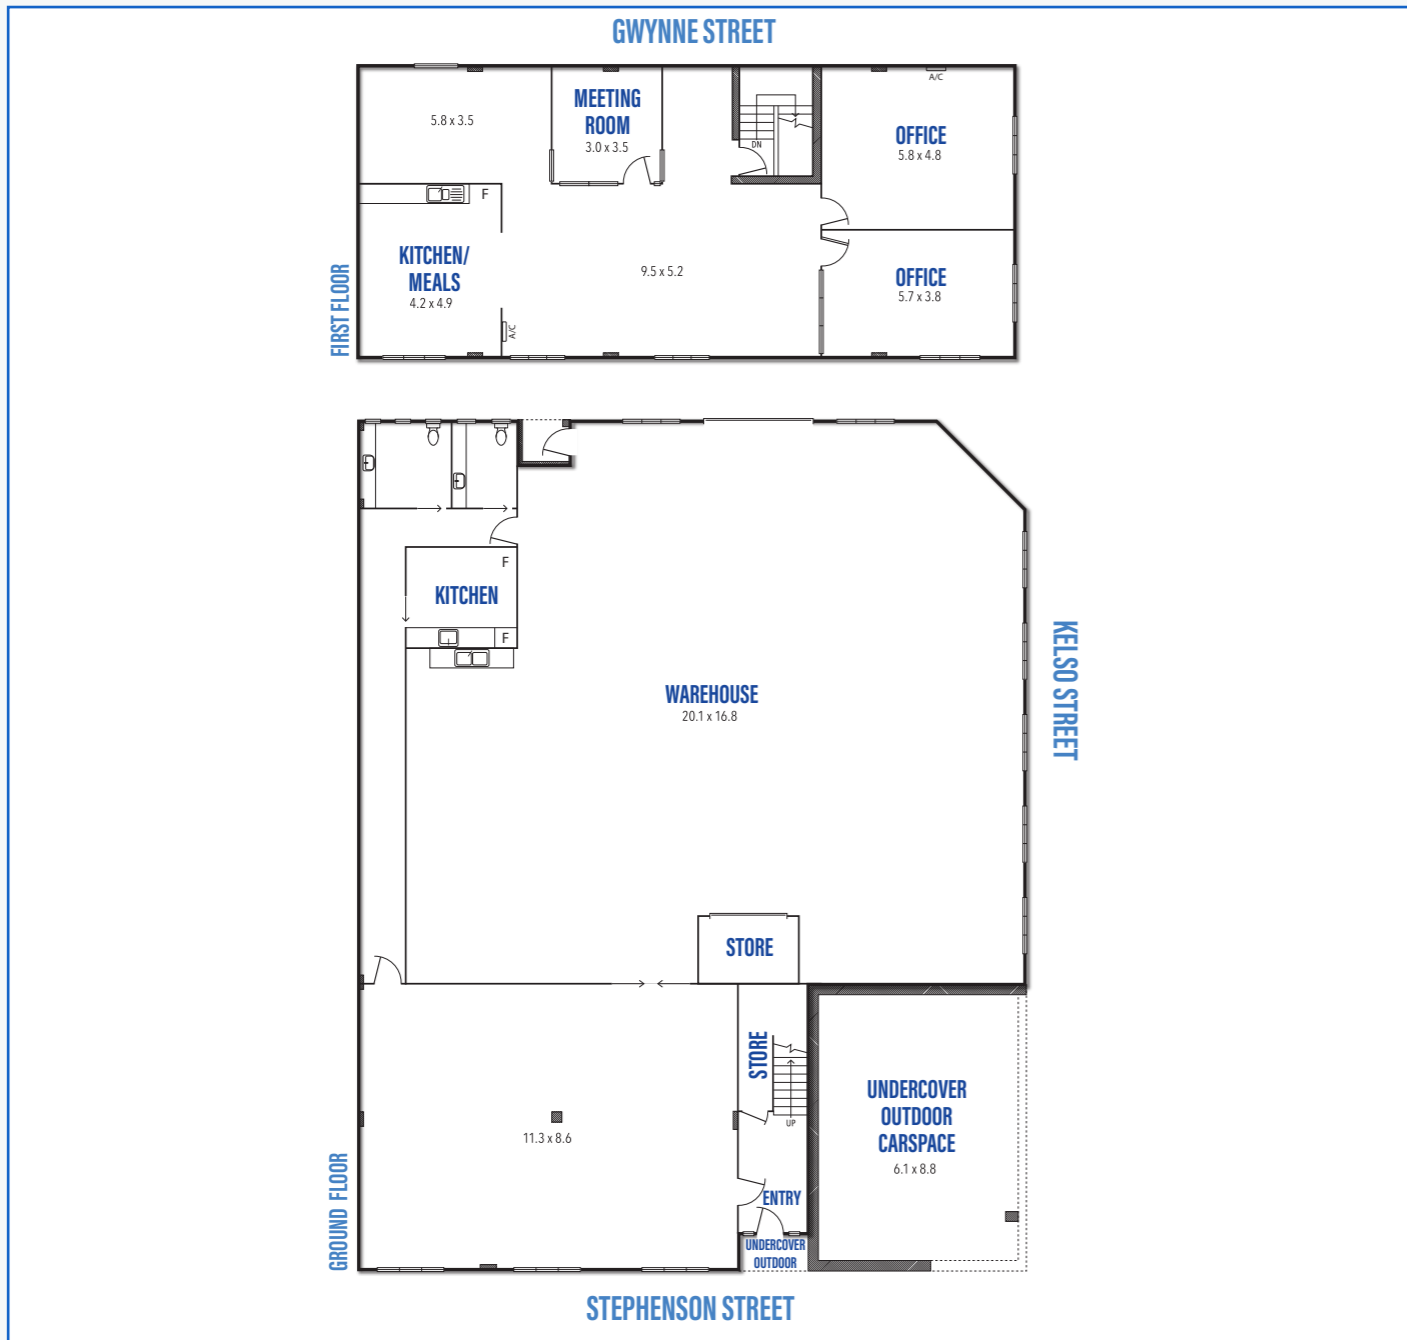 GWYNNE STREET
A/C
MEETING
ROOM
3.0 x 3.5
5.8 x 3.5
DN
OFFICE
5.8 x 4.8
F
KITCHEN/
MEALS
4.2 x 4.9
9.5 x 5.2
OFFICE
5.7 x 3.8
A/C
FIRST FLOOR
F
KITCHEN
F
WAREHOUSE
20.1 x 16.8
KELSO STREET
STORE
STORE
UP
11.3 x 8.6
UNDERCOVER
OUTDOOR
CARSPACE
6.1 x 8.8
ENTRY
UNDERCOVER
OUTDOOR
GROUND FLOOR
STEPHENSON STREET